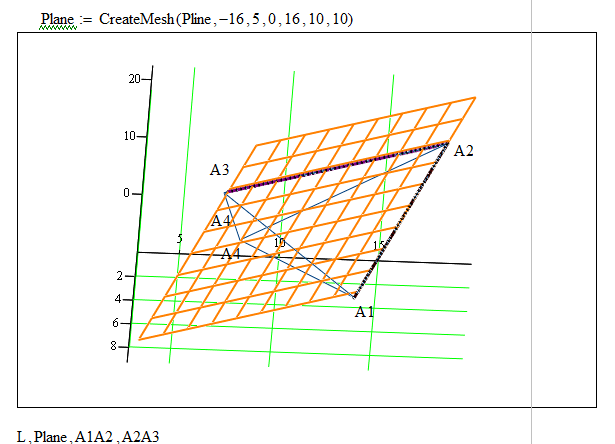 Plane := CreateMesh(Pline,−16,5,0,16,10,10)
20
10
A2
A3
0
A4
5
10
15
A4
2
4
A1
6
8
L,Plane,A1A2,A2A3